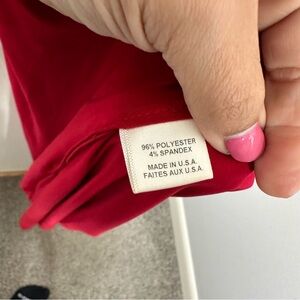 96% POLYESTER
4% SPANDEX
MADE IN U.S.A.
FAITES AUX U.S.A.